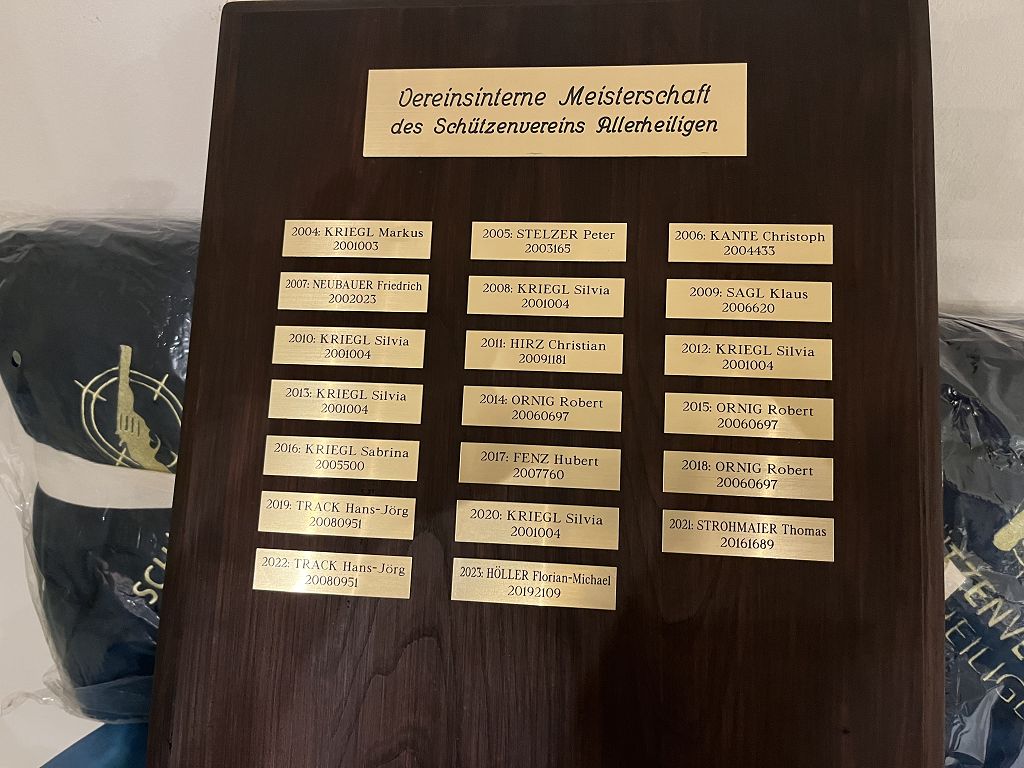 Vereinsinterne Meisterschaft
des Schützenvereins Allerheiligen
2004: KRIEGL Markus
2001003
2005: STELZER Peter
2003165
2006: KANTE Christoph
2004433
2007: NEUBAUER Friedrich
2002023
2008: KRIEGL Silvia
2001004
2009: SAGL Klaus
2006620
2010: KRIEGL Silvia
2001004
2011: HIRZ Christian
20091181
2012: KRIEGL Silvia
2001004
2013: KRIEGL Silvia
2001004
2014: ORNIG Robert
20060697
2015: ORNIG Robert
20060697
2016: KRIEGL Sabrina
2005500
2017: FENZ Hubert
2007760
2018: ORNIG Robert
20060697
2019: TRACK Hans-Jörg
20080951
2020: KRIEGL Silvia
2001004
2021: STROHMAIER Thomas
20161689
2022: TRACK Hans-Jörg
20080951
2023: HÖLLER Florian-Michael
20192109